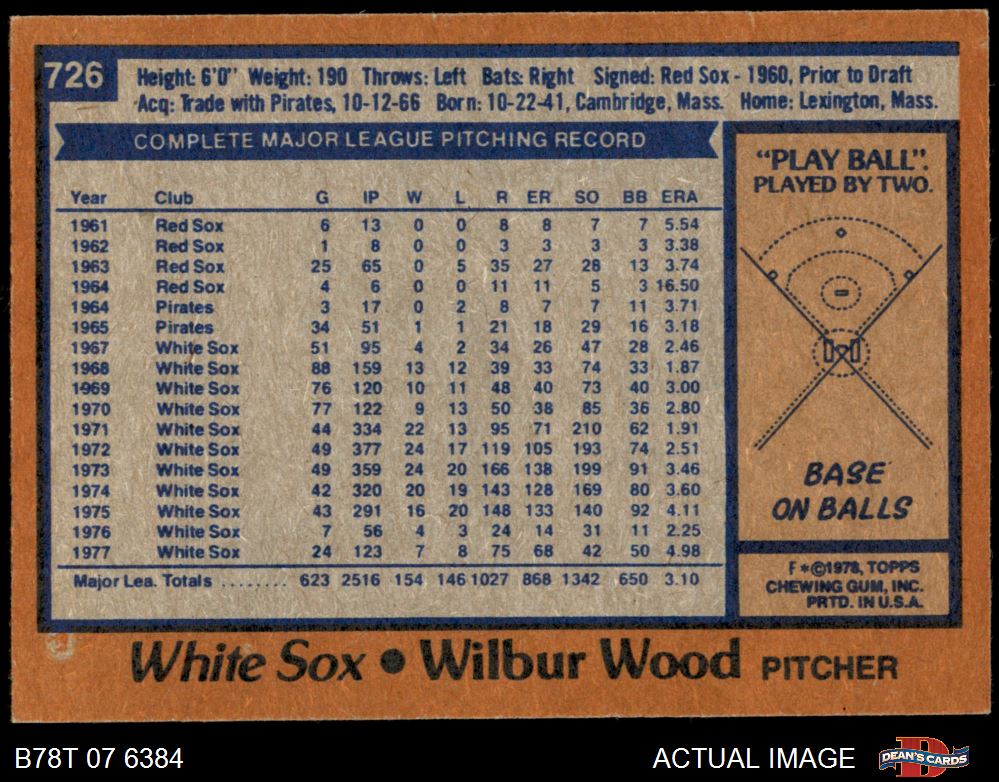 726
Height: 6'0" Weight: 190 Throws: Left Bats: Right Signed: Red Sox - 1960, Prior to Draft
Acq: Trade with Pirates, 10-12-66 Born: 10-22-41, Cambridge, Mass. Home: Lexington, Mass.
COMPLETE MAJOR LEAGUE PITCHING RECORD
Year Club G IP W L R ER SO BB ERA
1961 Red Sox 6 13 0 0 8 8 7 7 5.54
1962 Red Sox 1 8 0 0 3 3 3 3 3.38
1963 Red Sox 25 65 0 5 35 27 28 13 3.74
1964 Red Sox 4 6 0 0 11 11 5 3 16.50
1964 Pirates 3 17 0 2 8 7 7 11 3.71
1965 Pirates 34 51 1 1 21 18 29 16 3.18
1967 White Sox 51 95 4 2 34 26 47 28 2.46
1968 White Sox 88 159 13 12 39 33 74 33 1.87
1969 White Sox 76 120 10 11 48 40 73 40 3.00
1970 White Sox 77 122 9 13 50 38 85 36 2.80
1971 White Sox 44 334 22 13 95 71 210 62 1.91
1972 White Sox 49 377 24 17 119 105 193 74 2.51
1973 White Sox 49 359 24 20 166 138 199 91 3.46
1974 White Sox 42 320 20 19 143 128 169 80 3.60
1975 White Sox 43 291 16 20 148 133 140 92 4.11
1976 White Sox 7 56 4 3 24 14 31 11 2.25
1977 White Sox 24 123 7 8 75 68 42 50 4.98
Major Lea. Totals ........ 623 2516 154 146 1027 868 1342 650 3.10
"PLAY BALL".
PLAYED BY TWO.
BASE
ON BALLS
F*©1978, TOPPS
CHEWING GUM, INC.
PRTD. IN U.S.A.
White Sox • Wilbur Wood PITCHER
B78T 07 6384
ACTUAL IMAGE
DEAN'S CARDS